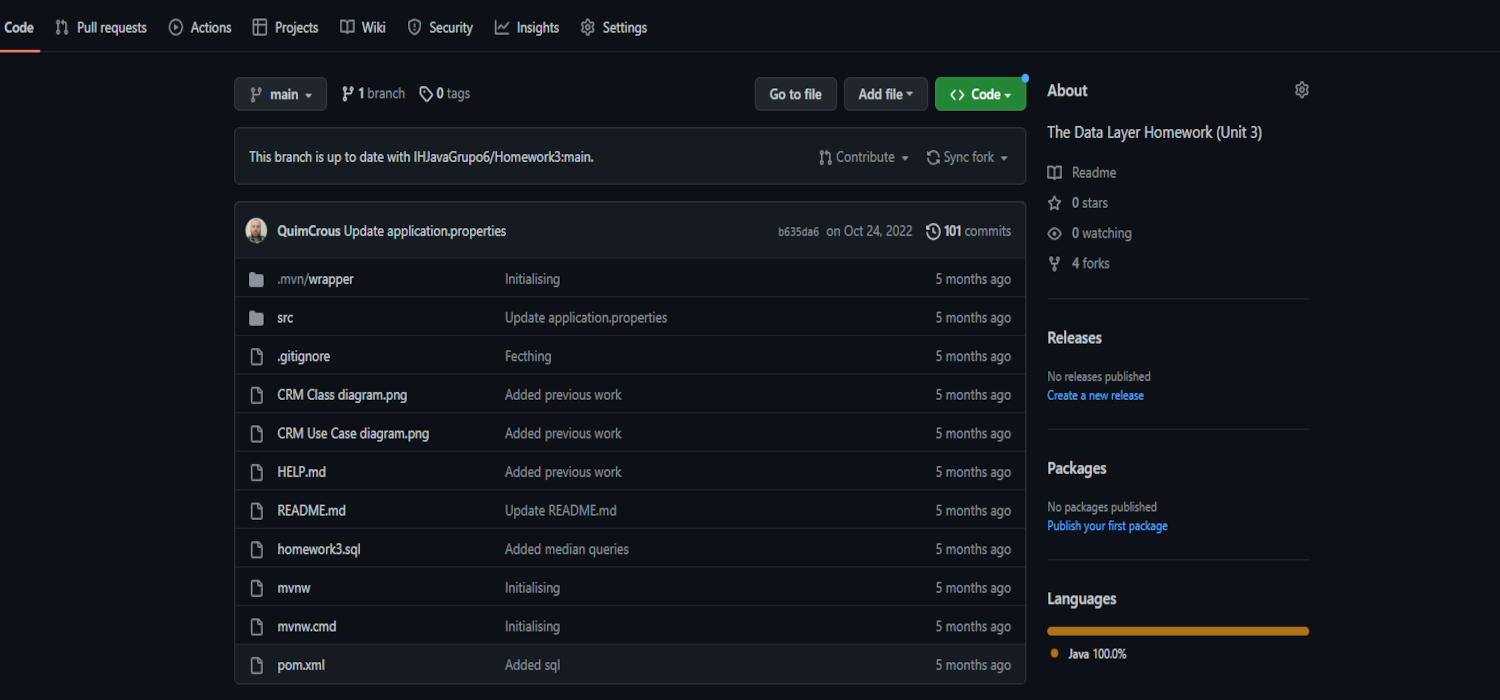 Code Pull requests Actions Projects Wiki Security Insights Settings
main 1 branch 0 tags Go to file Add file <> Code
This branch is up to date with IHJavaGrupo6/Homework3:main. Contribute Sync fork
QuimCrous Update application.properties b635da6 on Oct 24, 2022 101 commits
.mvn/wrapper Initialising 5 months ago
src Update application.properties 5 months ago
.gitignore Fecthing 5 months ago
CRM Class diagram.png Added previous work 5 months ago
CRM Use Case diagram.png Added previous work 5 months ago
HELP.md Added previous work 5 months ago
README.md Update README.md 5 months ago
homework3.sql Added median queries 5 months ago
mvnw Initialising 5 months ago
mvnw.cmd Initialising 5 months ago
pom.xml Added sql 5 months ago
About
The Data Layer Homework (Unit 3)
Readme
0 stars
0 watching
4 forks
Releases
No releases published
Create a new release
Packages
No packages published
Publish your first package
Languages
Java 100.0%